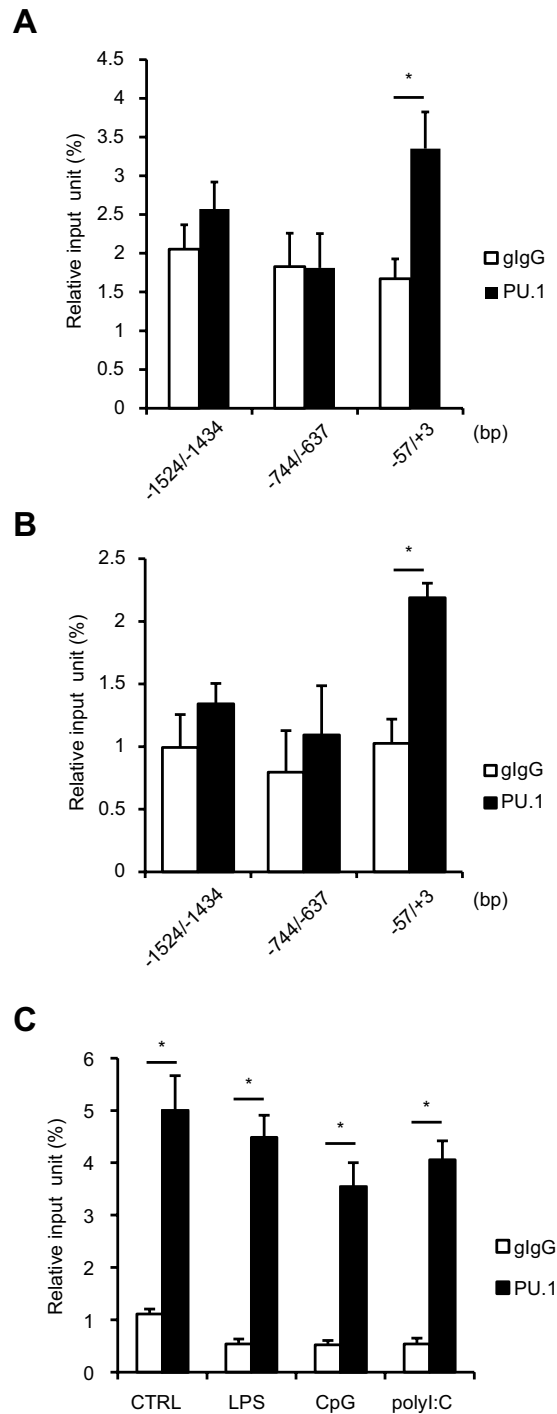 A
Relative input unit (%)
4.5
4
3.5
3
2.5
2
1.5
1
0.5
0
*
gIgG
PU.1
-1524/-1434
-744/-637
-57/+3
(bp)
B
Relative input unit (%)
2.5
2
1.5
1
0.5
0
*
gIgG
PU.1
-1524/-1434
-744/-637
-57/+3
(bp)
C
Relative input unit (%)
6
5
4
3
2
1
0
*
*
*
*
gIgG
PU.1
CTRL LPS CpG polyI:C